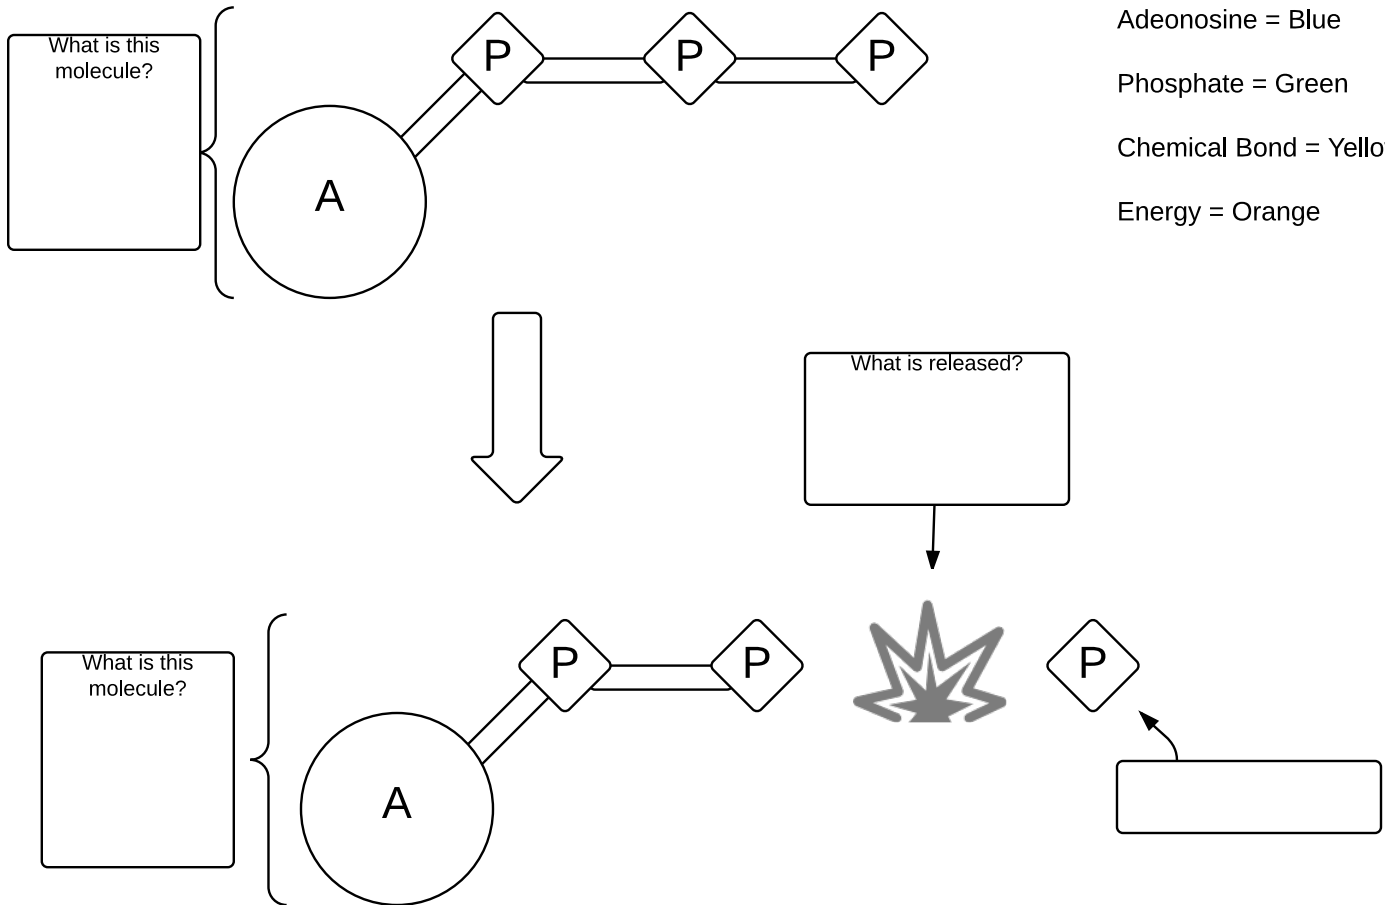 What is this
molecule?
P
P
P
A
Adeonosine = Blue
Phosphate = Green
Chemical Bond = Yello
Energy = Orange
What is released?
What is this
molecule?
P
P
P
A